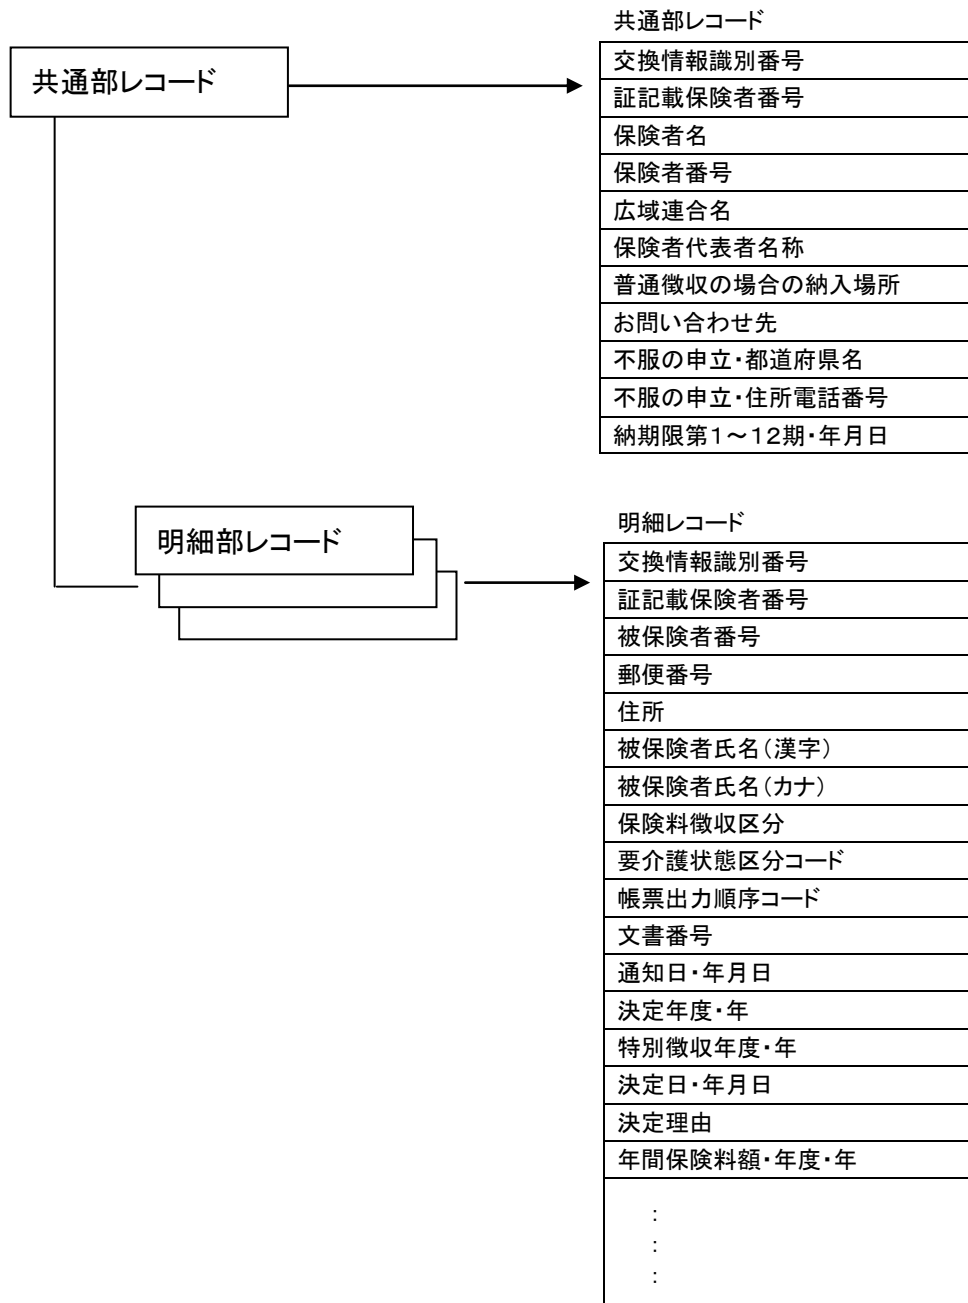 共通部レコード
共通部レコード
交換情報識別番号
証記載保険者番号
保険者名
保険者番号
広域連合名
保険者代表者名称
普通徴収の場合の納入場所
お問い合わせ先
不服の申立・都道府県名
不服の申立・住所電話番号
納期限第1～12期・年月日
明細部レコード
明細レコード
交換情報識別番号
証記載保険者番号
被保険者番号
郵便番号
住所
被保険者氏名（漢字）
被保険者氏名（カナ）
保険料徴収区分
要介護状態区分コード
帳票出力順序コード
文書番号
通知日・年月日
決定年度・年
特別徴収年度・年
決定日・年月日
決定理由
年間保険料額・年度・年
：
：
：